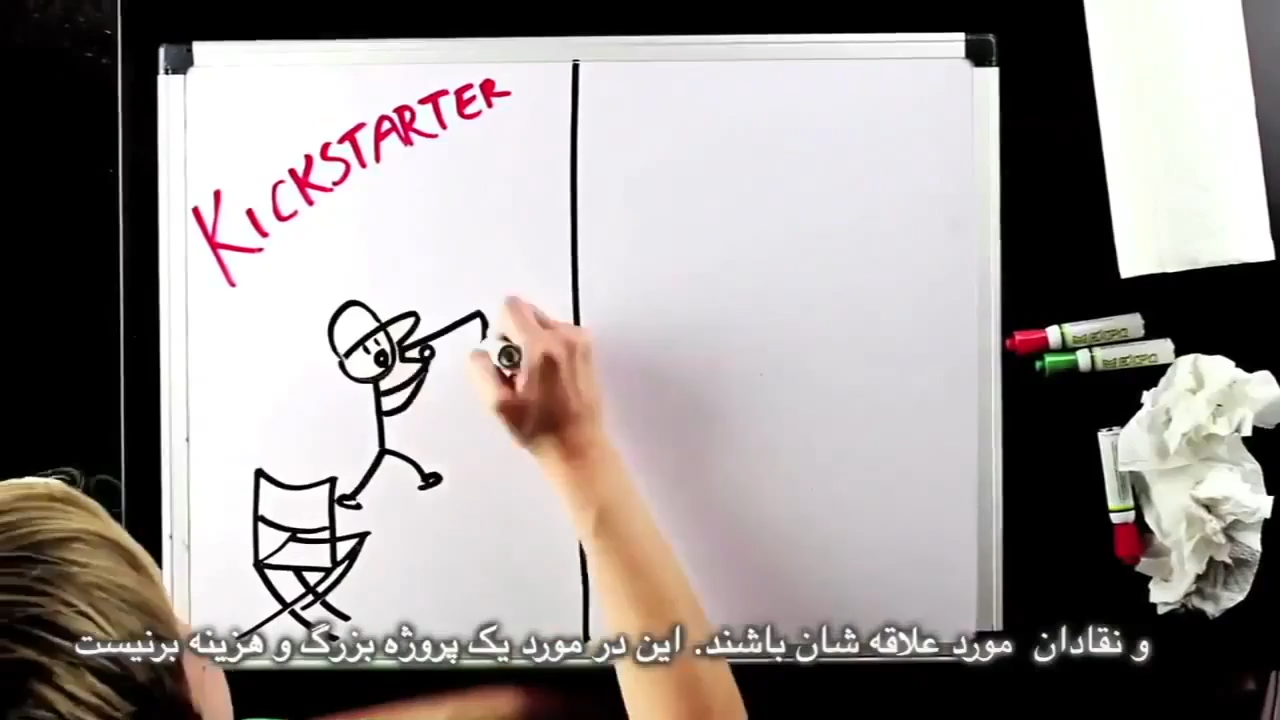 KICKSTARTER
و نقادان مورد علاقه شان باشند. این در مورد یک پروژه بزرگ و هزینه برنیست